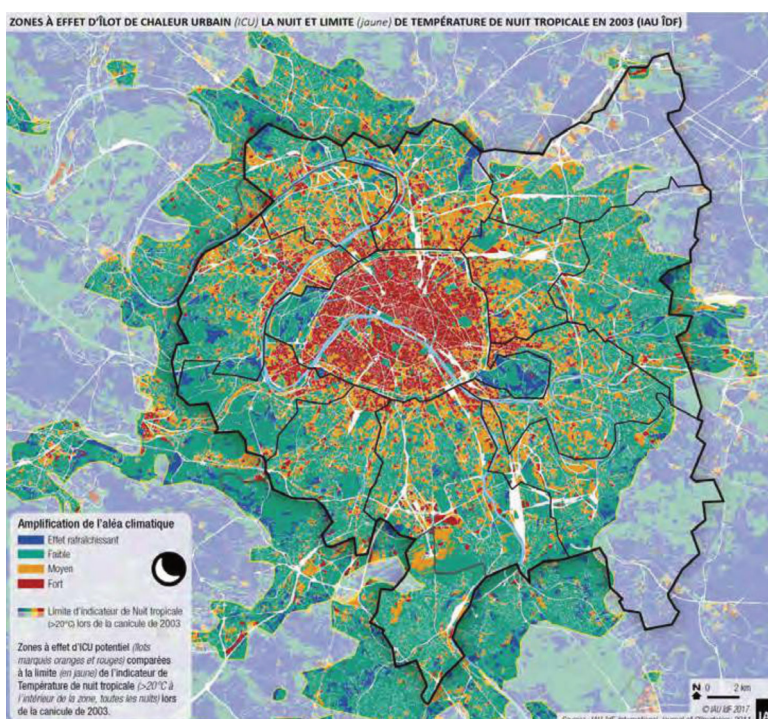 ZONES À EFFET D'ÎLOT DE CHALEUR URBAIN (ICU) LA NUIT ET LIMITE (jaune) DE TEMPÉRATURE DE NUIT TROPICALE EN 2003 (IAU ÎDF)
Amplification de l'aléa climatique
Effet rafraîchissant
Faible
Moyen
Fort
Limite d'indicateur de Nuit tropicale
(>20°C) lors de la canicule de 2003
Zones à effet d'ICU potentiel (îlots
marqués oranges et rouges) comparées
à la limite (en jaune) de l'indicateur de
Température de nuit tropicale (>20°C à
l'intérieur de la zone, toutes les nuits) lors
de la canicule de 2003.
N 0 2 km
© IAU îdF 2017